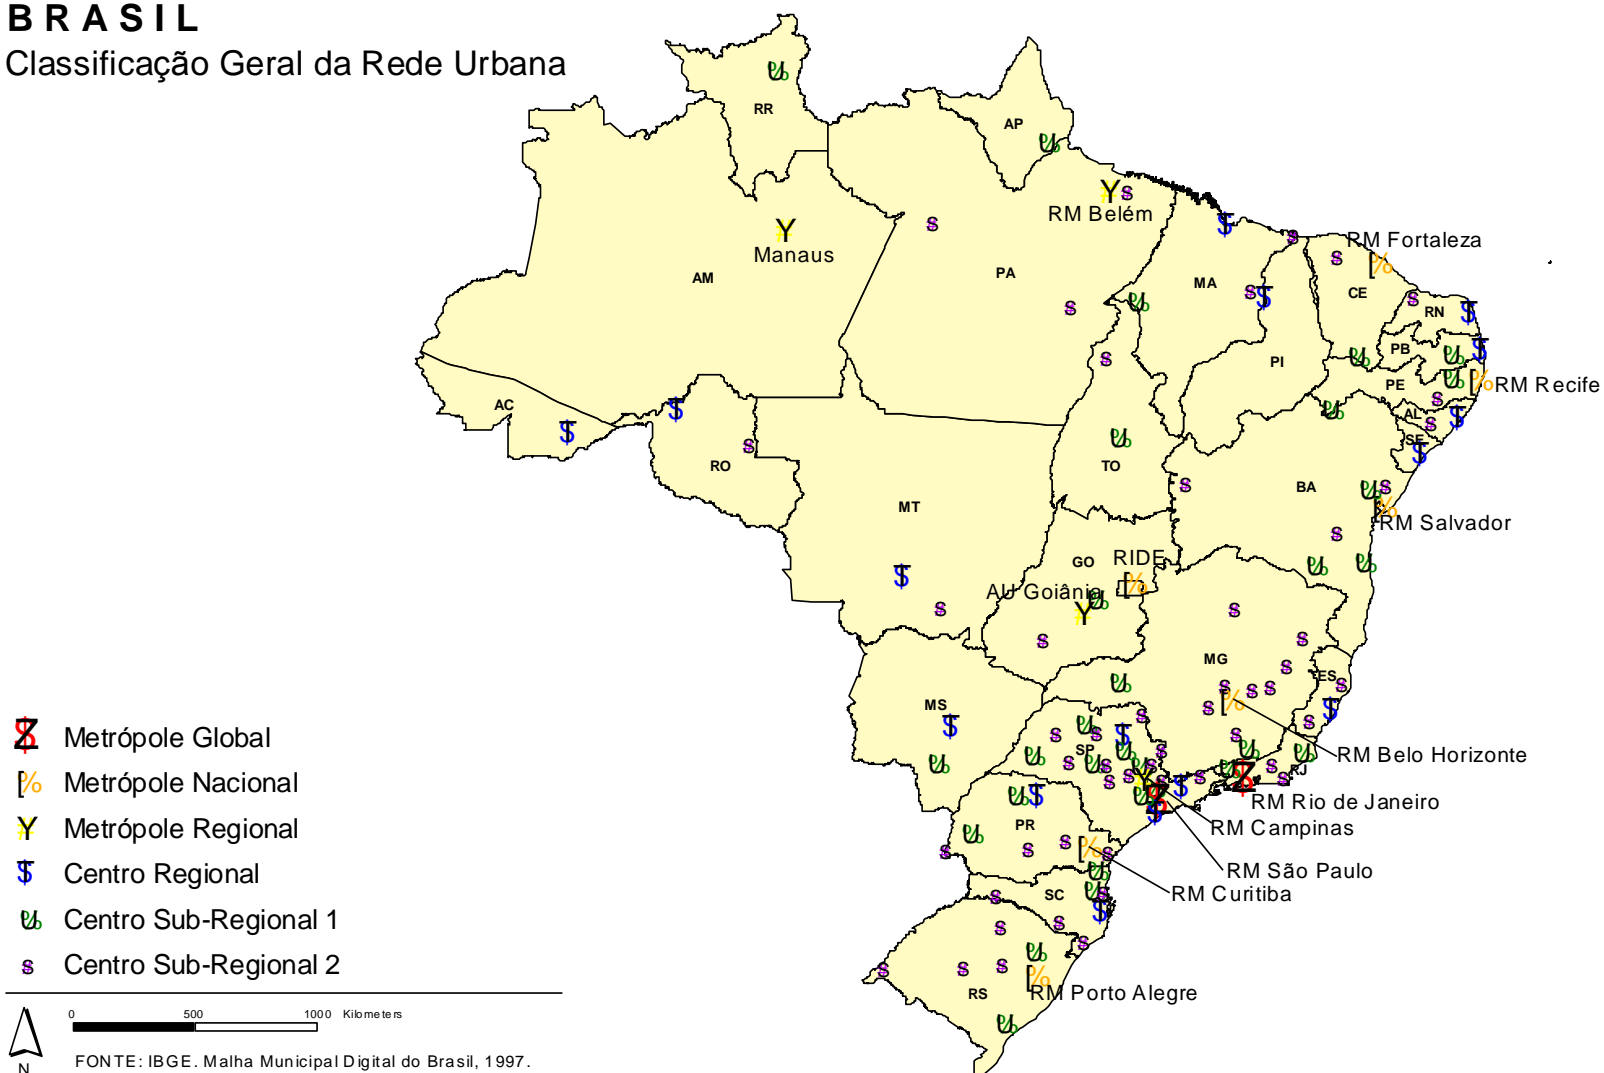 BRASIL
Classificação Geral da Rede Urbana
RR
AP
RM Belém
Manaus
AM
PA
MA
RM Fortaleza
CE
RN
PB
PI
PE
RM Recife
AL
SE
AC
RO
TO
BA
MT
RM Salvador
GO
RIDE
AU Goiânia
MG
ES
MS
SP
RJ
RM Belo Horizonte
RM Rio de Janeiro
RM Campinas
PR
RM São Paulo
RM Curitiba
SC
RS
RM Porto Alegre
Metrópole Global
Metrópole Nacional
Metrópole Regional
Centro Regional
Centro Sub-Regional 1
Centro Sub-Regional 2
0 500 1000 Kilometers
N
FONTE: IBGE. Malha Municipal Digital do Brasil, 1997.